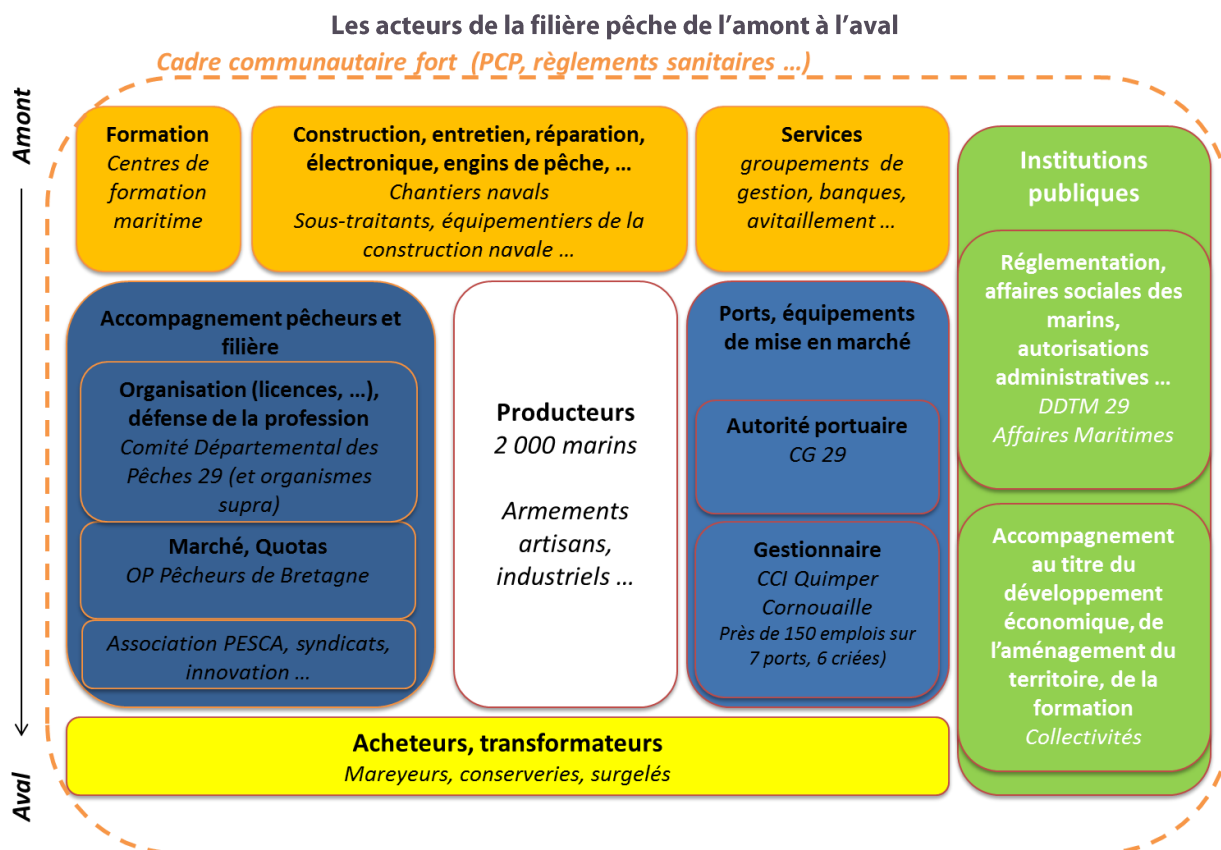 Les acteurs de la filière pêche de l’amont à l’aval
Cadre communautaire fort (PCP, règlements sanitaires …)
Amont
Formation
Centres de
formation
maritime
Construction, entretien, réparation,
électronique, engins de pêche, …
Chantiers navals
Sous-traitants, équipementiers de la
construction navale …
Services
groupements de
gestion, banques,
avitaillement …
Institutions
publiques
Réglementation,
affaires sociales des
marins,
autorisations
administratives …
DDTM 29
Affaires Maritimes
Accompagnement
au titre du
développement
économique, de
l’aménagement du
territoire, de la
formation
Collectivités
Accompagnement pêcheurs et
filière
Organisation (licences, …),
défense de la profession
Comité Départemental des
Pêches 29 (et organismes
supra)
Marché, Quotas
OP Pêcheurs de Bretagne
Association PESCA, syndicats,
innovation …
Producteurs
2 000 marins
Armements
artisans,
industriels …
Ports, équipements
de mise en marché
Autorité portuaire
CG 29
Gestionnaire
CCI Quimper
Cornouaille
Près de 150 emplois sur
7 ports, 6 criées)
Acheteurs, transformateurs
Mareyeurs, conserveries, surgelés
Aval